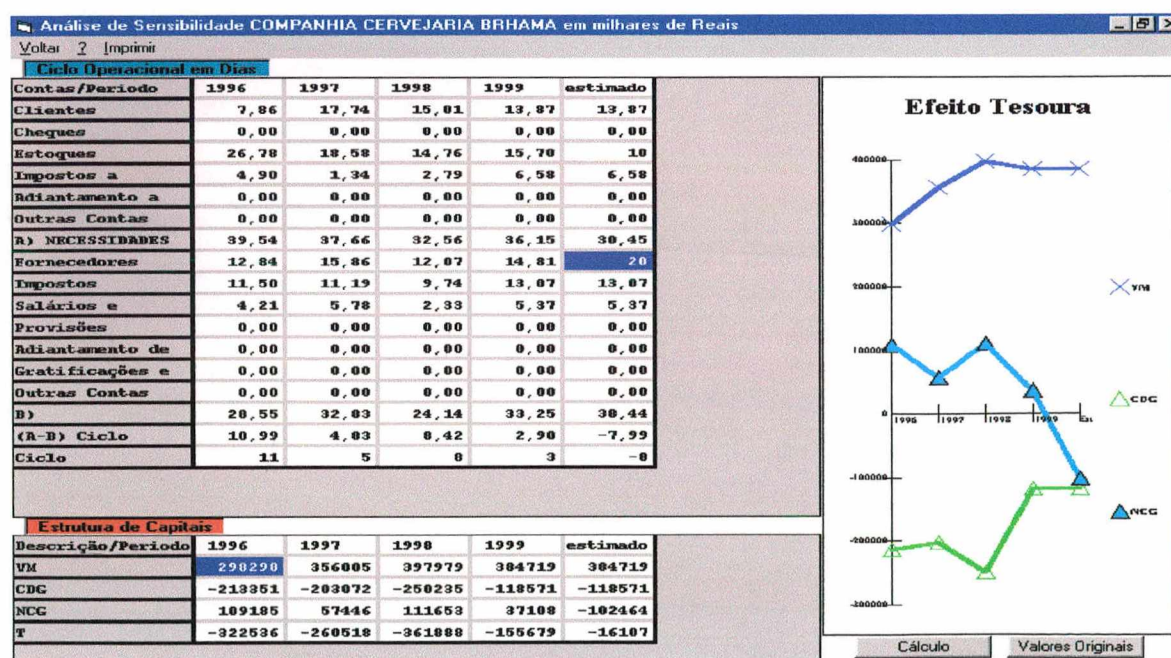 Análise de Sensibilidade COMPANHIA CERVEJARIA BRHAMA em milhares de Reais
Voltar ? Imprimir
Ciclo Operacional em Dias
Contas/Periodo 1996 1997 1998 1999 estimado
Clientes 7,86 17,74 15,01 13,87 13,87
Cheques 0,00 0,00 0,00 0,00 0,00
Estoques 26,78 18,58 14,76 15,70 10
Impostos a 4,90 1,34 2,79 6,58 6,58
Adiantamento a 0,00 0,00 0,00 0,00 0,00
Outras Contas 0,00 0,00 0,00 0,00 0,00
A) NECESSIDADES 39,54 37,66 32,56 36,15 30,45
Fornecedores 12,84 15,86 12,07 14,81 20
Impostos 11,50 11,19 9,74 13,07 13,07
Salários e 4,21 5,78 2,33 5,37 5,37
Provisões 0,00 0,00 0,00 0,00 0,00
Adiantamento de 0,00 0,00 0,00 0,00 0,00
Gratificações e 0,00 0,00 0,00 0,00 0,00
Outras Contas 0,00 0,00 0,00 0,00 0,00
B) 28,55 32,83 24,14 33,25 38,44
(A-B) Ciclo 10,99 4,83 8,42 2,90 -7,99
Ciclo 11 5 8 3 -8
Estrutura de Capitais
Descrição/Periodo 1996 1997 1998 1999 estimado
VM 298290 356005 397979 384719 384719
CDG -213351 -203072 -250235 -118571 -118571
NCG 109185 57446 111653 37108 -102464
T -322536 -260518 -361888 -155679 -16107
Efeito Tesoura
400000
300000
200000
100000
0
-100000
-200000
-300000
1996 1997 1998 1999 Est
VM
CDG
NCG
Cálculo Valores Originais